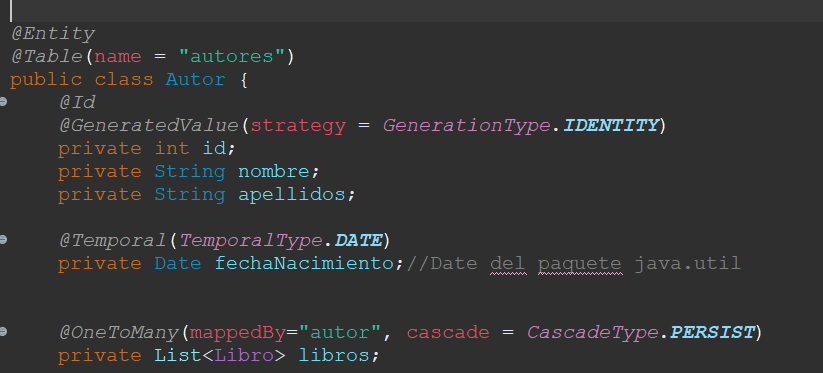 @Entity
@Table(name = "autores")
public class Autor {
@Id
@GeneratedValue(strategy = GenerationType.IDENTITY)
private int id;
private String nombre;
private String apellidos;
@Temporal(TemporalType.DATE)
private Date fechaNacimiento;//Date del paquete java.util
@OneToMany(mappedBy="autor", cascade = CascadeType.PERSIST)
private List<Libro> libros;